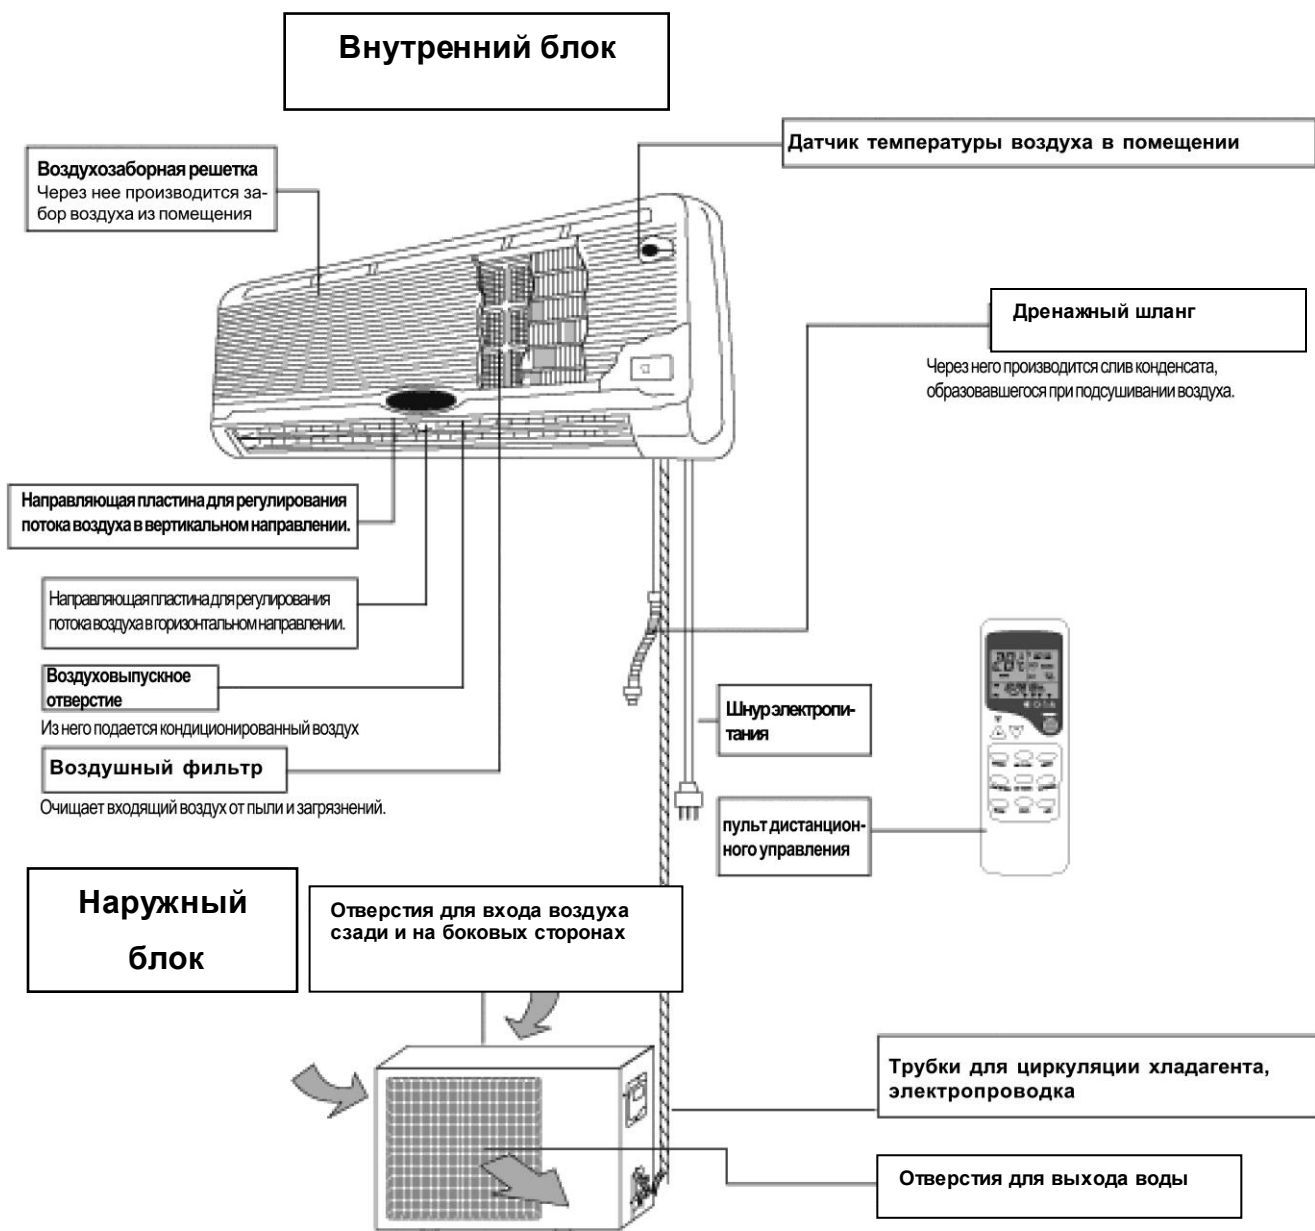 Внутренний блок
Датчик температуры воздуха в помещении
Воздухозаборная решетка
Через нее производится за-
бор воздуха из помещения
Дренажный шланг
Через него производится слив конденсата,
образовавшегося при подсушивании воздуха.
Направляющая пластина для регулирования
потока воздуха в вертикальном направлении.
Направляющая пластина для регулирования
потока воздуха в горизонтальном направлении.
Воздуховыпускное
отверстие
Из него подается кондиционированный воздух
Воздушный фильтр
Очищает входящий воздух от пыли и загрязнений.
Шнур электропи-
тания
пульт дистанцион-
ного управления
Наружный
блок
Отверстия для входа воздуха
сзади и на боковых сторонах
Трубки для циркуляции хладагента,
электропроводка
Отверстия для выхода воды